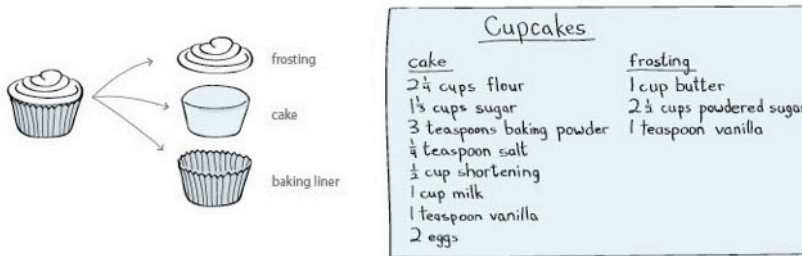 frosting
cake
baking liner
Cupcakes
cake
2¼ cups flour
1⅓ cups sugar
3 teaspoons baking powder
¼ teaspoon salt
½ cup shortening
1 cup milk
1 teaspoon vanilla
2 eggs
frosting
1 cup butter
2 ½ cups powdered sugar
1 teaspoon vanilla